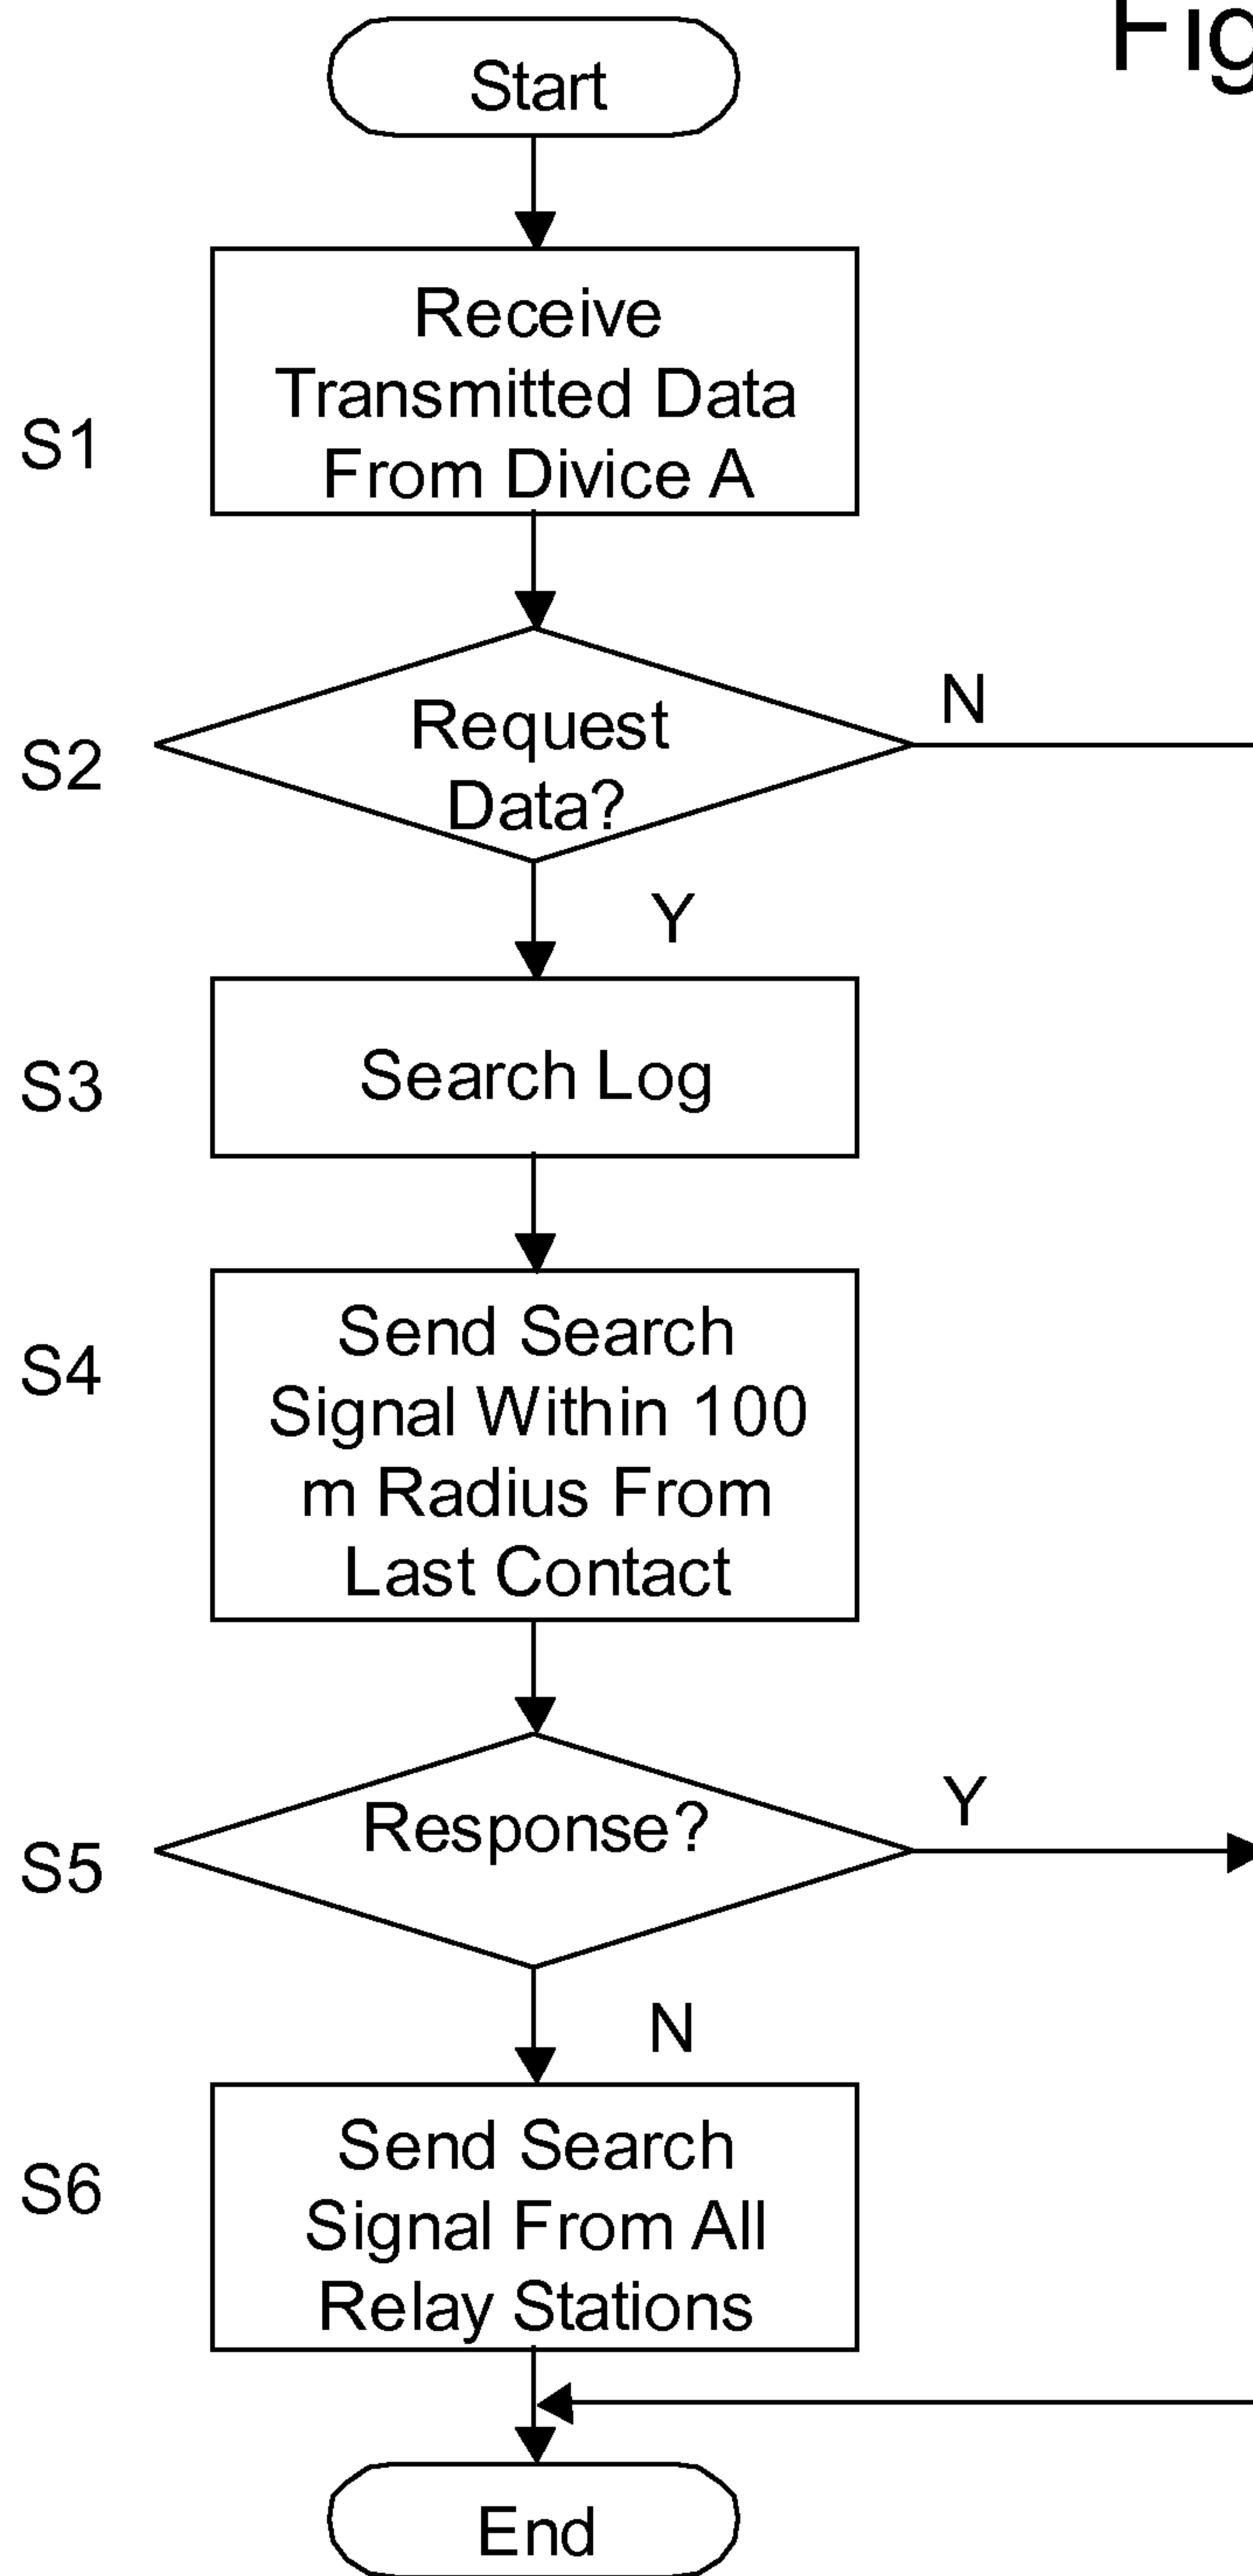 Fig
Start
Receive
Transmitted Data
From Divice A
S1
Request
Data?
N
S2
Y
Search Log
S3
Send Search
Signal Within 100
m Radius From
Last Contact
S4
Response?
Y
S5
N
Send Search
Signal From All
Relay Stations
S6
End